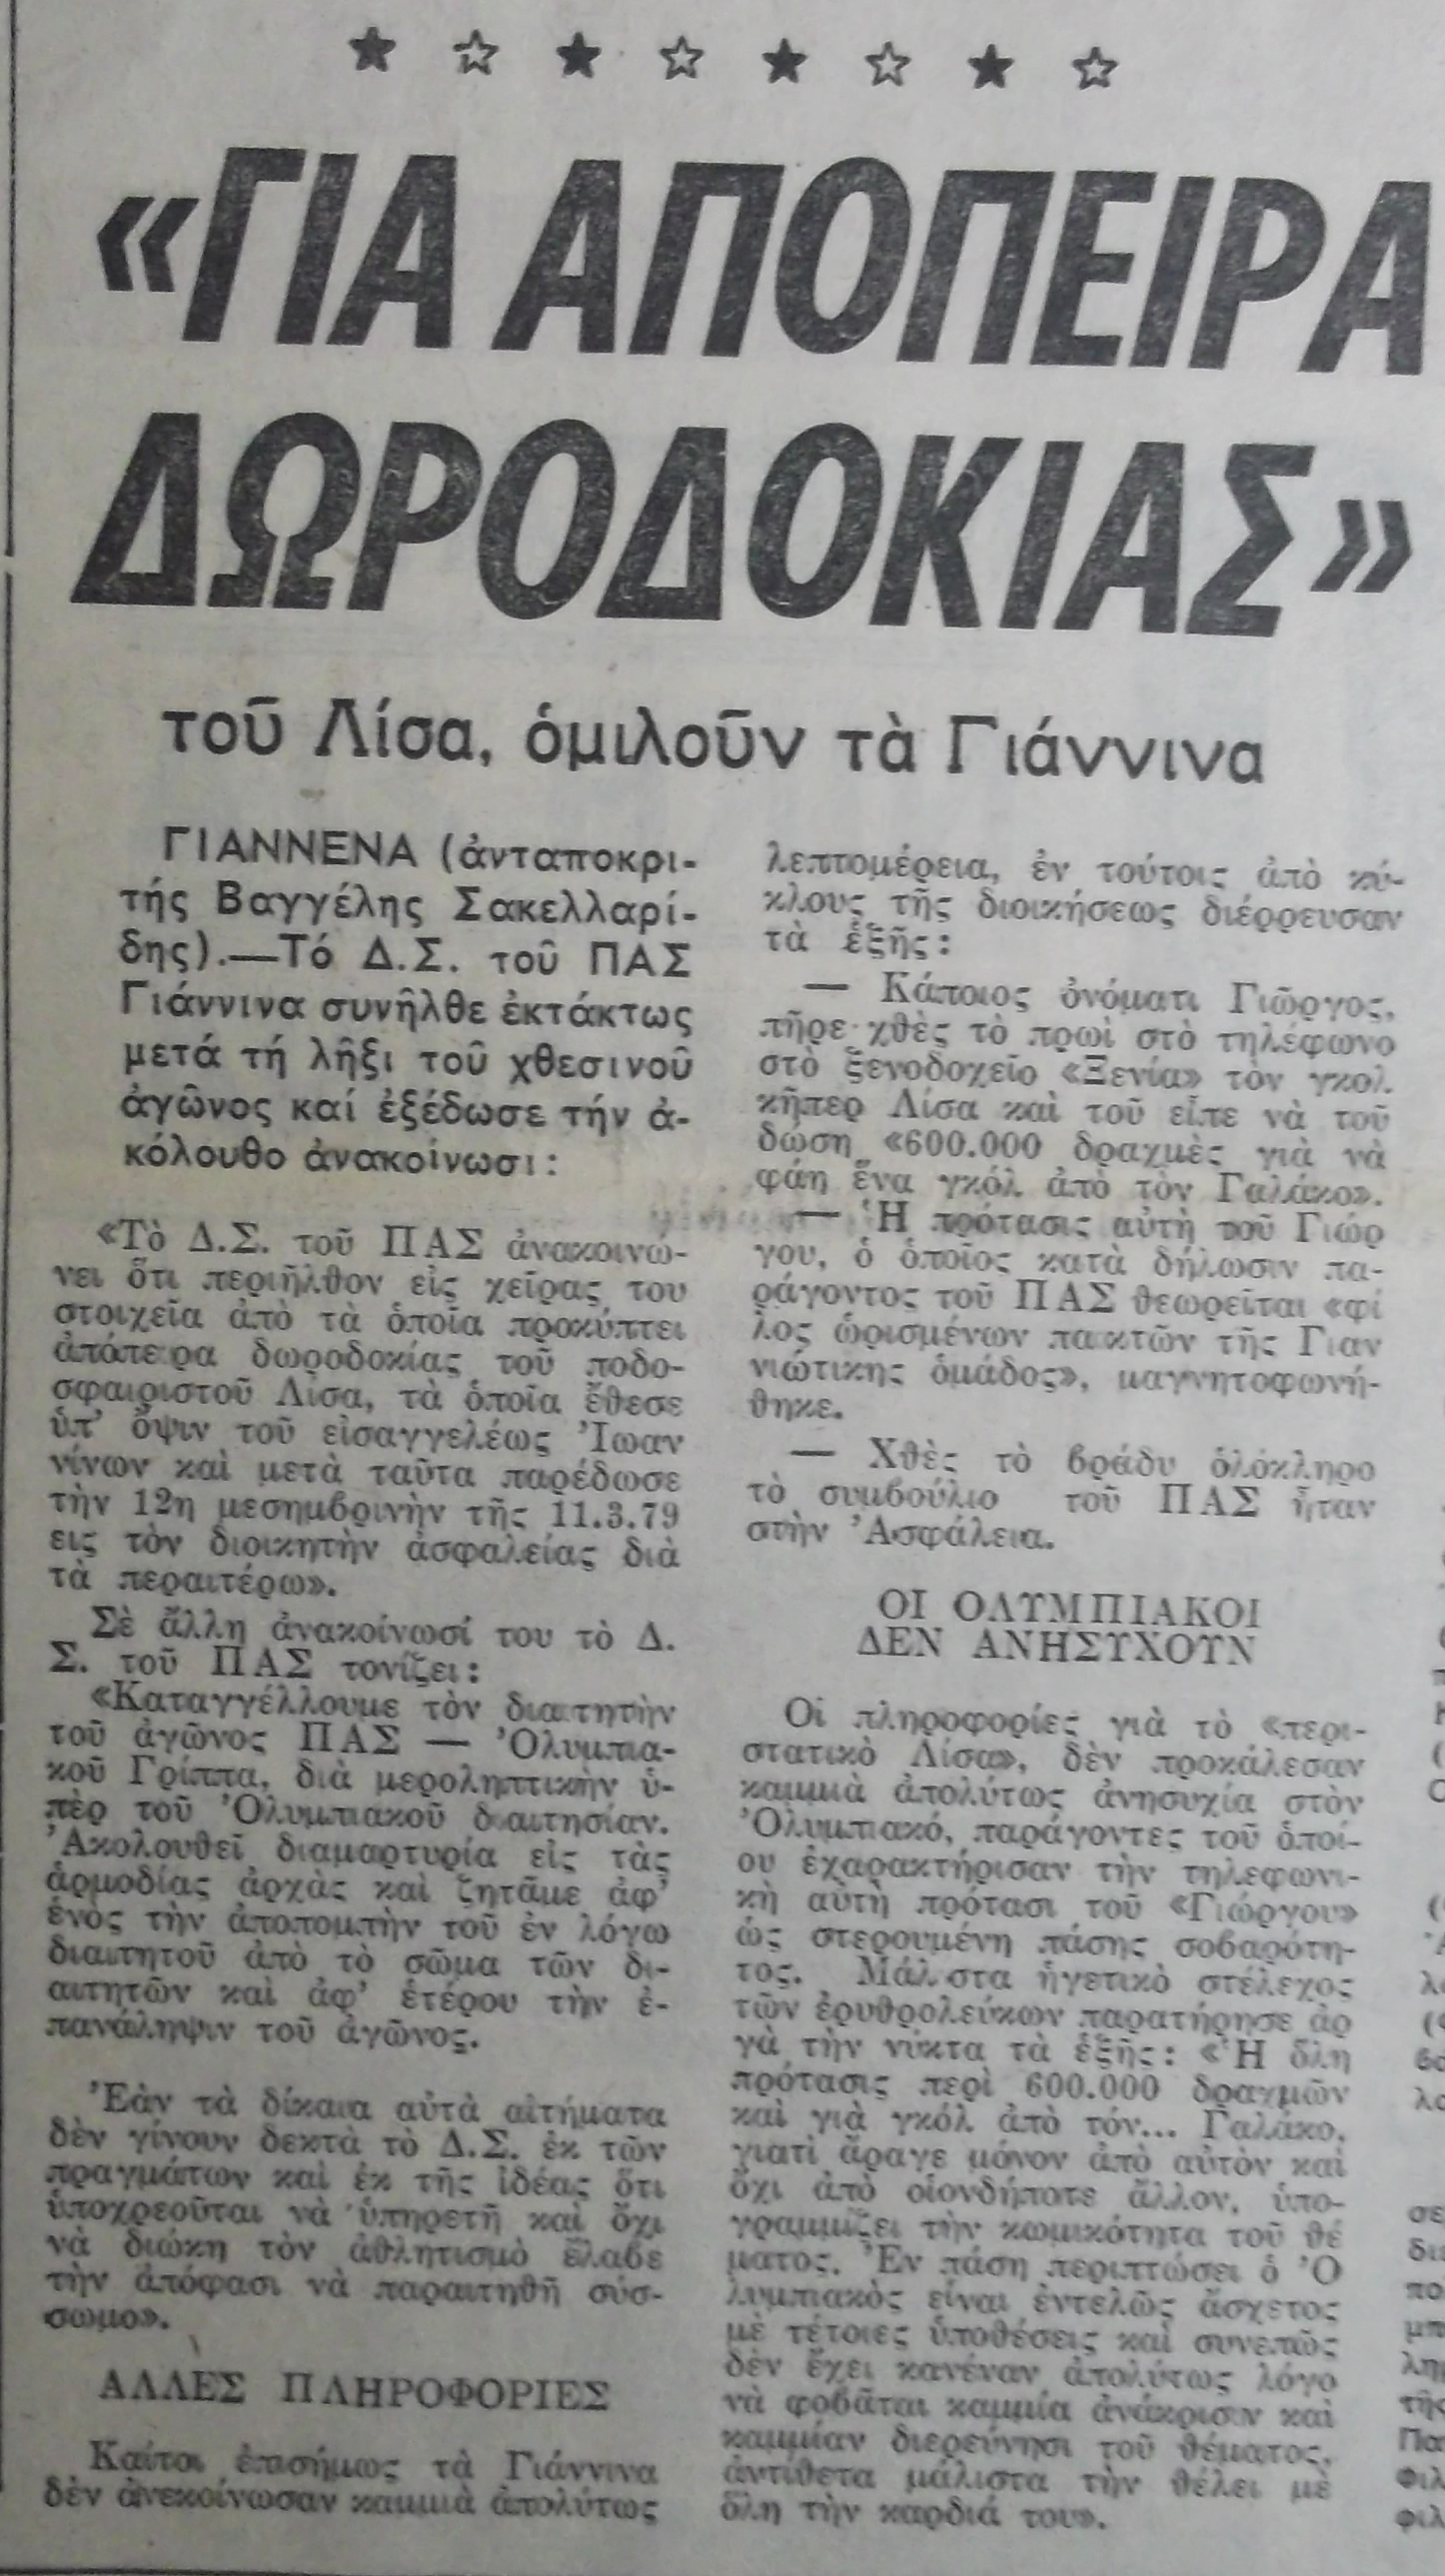 «ΓΙΑ ΑΠΟΠΕΙΡΑ
ΔΩΡΟΔΟΚΙΑΣ»
τοῦ Λίσα, ὁμιλοῦν τὰ Γιάννινα
ΓΙΑΝΝΕΝΑ (ἀνταποκρι-
τής Βαγγέλης Σακελλαρί-
δης).—Τό Δ.Σ. τοῦ ΠΑΣ
Γιάννινα συνῆλθε ἐκτάκτως
μετά τή λῆξι τοῦ χθεσινοῦ
ἀγῶνος καί ἐξέδωσε τήν ἀ-
κόλουθο ἀνακοίνωσι:
«Τὸ Δ.Σ. τοῦ ΠΑΣ ἀνακοινώ-
νει ὅτι περιῆλθον εἰς χεῖρας του
στοιχεῖα ἀπὸ τὰ ὁποῖα προκύπτει
ἀπόπειρα δωροδοκίας τοῦ ποδο-
σφαιριστοῦ Λίσα, τὰ ὁποῖα ἔθεσε
ὑπ' ὄψιν τοῦ εἰσαγγελέως Ἰωαν
νίνων καὶ μετὰ ταῦτα παρέδωσε
τὴν 12η μεσημβρινὴν τῆς 11.3.79
εις τὸν διοικητὴν ἀσφαλείας διὰ
τὰ περαιτέρω».
Σὲ ἄλλη ἀνακοίνωσί του τὸ Δ.
Σ. τοῦ ΠΑΣ τονίζει:
«Καταγγέλλουμε τὸν διαιτητὴν
τοῦ ἀγῶνος ΠΑΣ — Ὀλυμπια-
κοῦ Γρίππα, διὰ μεροληπτικὴν ὑ-
πὲρ τοῦ Ὀλυμπιακοῦ διαιτησίαν.
Ἀκολουθεῖ διαμαρτυρία εἰς τὰς
ἁρμοδίας ἀρχὰς καὶ ζητᾶμε ἀφ'
ἑνὸς τὴν ἀποπομπὴν τοῦ ἐν λόγω
διαιτητοῦ ἀπὸ τὸ σῶμα τῶν δι-
αιτητῶν καὶ ἀφ' ἑτέρου τὴν ἐ-
πανάληψιν τοῦ ἀγῶνος.
Ἐὰν τὰ δίκαια αὐτὰ αἰτήματα
δὲν γίνουν δεκτὰ τὸ Δ.Σ. ἐκ τῶν
πραγμάτων καὶ ἐκ τῆς ἰδέας ὅτι
ὑποχρεοῦται νὰ ὑπηρετῆ καὶ ὄχι
νὰ διώκη τὸν ἀθλητισμὸ ἔλαβε
τὴν ἀπόφασι νὰ παραιτηθῆ σύσ-
σωμο».
ΑΛΛΕΣ ΠΛΗΡΟΦΟΡΙΕΣ
Καίτοι ἐπισήμως τὰ Γιάννινα
δὲν ἀνεκοίνωσαν καμμιὰ ἀπολύτως
λεπτομέρεια, ἐν τούτοις ἀπὸ κύ-
κλους τῆς διοικήσεως διέρρευσαν
τὰ ἑξῆς:
— Κάποιος ὀνόματι Γιῶργος,
πῆρε χθὲς τὸ πρωὶ στὸ τηλέφωνο
στὸ ξενοδοχεῖο «Ξενία» τὸν γκολ
κῆπερ Λίσα καὶ τοῦ εἶπε νὰ τοῦ
δώση «600.000 δραχμὲς γιὰ νὰ
φάη ἕνα γκὸλ ἀπὸ τὸν Γαλάκο».
— Ἡ πρότασις αὐτὴ τοῦ Γιώρ
γου, ὁ ὁποῖος κατὰ δήλωσιν πα-
ράγοντος τοῦ ΠΑΣ θεωρεῖται «φί
λος ὡρισμένων παικτῶν τῆς Γιαν
νιώτικης ὁμάδος», μαγνητοφωνή-
θηκε.
— Χθὲς τὸ βράδυ ὁλόκληρο
τὸ συμβούλιο τοῦ ΠΑΣ ἦταν
στὴν Ἀσφάλεια.
ΟΙ ΟΛΥΜΠΙΑΚΟΙ
ΔΕΝ ΑΝΗΣΥΧΟΥΝ
Οἱ πληροφορίες γιὰ τὸ «περι-
στατικὸ Λίσα», δὲν προκάλεσαν
καμμιὰ ἀπολύτως ἀνησυχία στὸν
Ὀλυμπιακό, παράγοντες τοῦ ὁποί-
ου ἐχαρακτήρισαν τὴν τηλεφωνι-
κὴ αὐτὴ πρότασι τοῦ «Γιώργου»
ὡς στερουμένη πάσης σοβαρότη-
τος. Μάλιστα ἡγετικὸ στέλεχος
τῶν ἐρυθρολεύκων παρατήρησε ἀρ
γὰ τὴν νύκτα τὰ ἑξῆς: «Ἡ ὅλη
πρότασις περὶ 600.000 δραχμῶν
καὶ γιὰ γκὸλ ἀπὸ τόν... Γαλάκο,
γιατὶ ἄραγε μόνον ἀπὸ αὐτὸν καὶ
ὄχι ἀπὸ οἱονδήποτε ἄλλον, ὑπο-
γραμμίζει τὴν κωμικότητα τοῦ θέ
ματος. Ἐν πάση περιπτώσει ὁ Ὀ
λυμπιακὸς εἶναι ἐντελῶς ἄσχετος
μὲ τέτοιες ὑποθέσεις καὶ συνεπῶς
δὲν ἔχει κανέναν ἀπολύτως λόγο
νὰ φοβᾶται καμμία ἀνάκρισιν καὶ
καμμίαν διερεύνησι τοῦ θέματος,
ἀντίθετα μάλιστα τὴν θέλει μὲ
ὅλη τὴν καρδιά του».